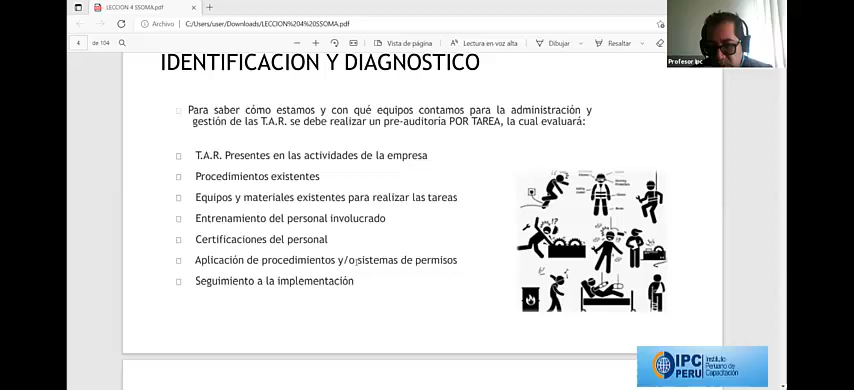 LECCION 4 SSOMA.pdf
Archivo
C:/Users/user/Downloads/LECCION%204%20SSOMA.pdf
4
de 104
Vista de página
Lectura en voz alta
Dibujar
Resaltar
Profesor ipc
IDENTIFICACION Y DIAGNOSTICO
Para saber cómo estamos y con qué equipos contamos para la administración y
gestión de las T.A.R. se debe realizar un pre-auditoría POR TAREA, la cual evaluará:
T.A.R. Presentes en las actividades de la empresa
Procedimientos existentes
Equipos y materiales existentes para realizar las tareas
Entrenamiento del personal involucrado
Certificaciones del personal
Aplicación de procedimientos y/o sistemas de permisos
Seguimiento a la implementación
IPC
PERU
Instituto
Peruano de
Capacitación